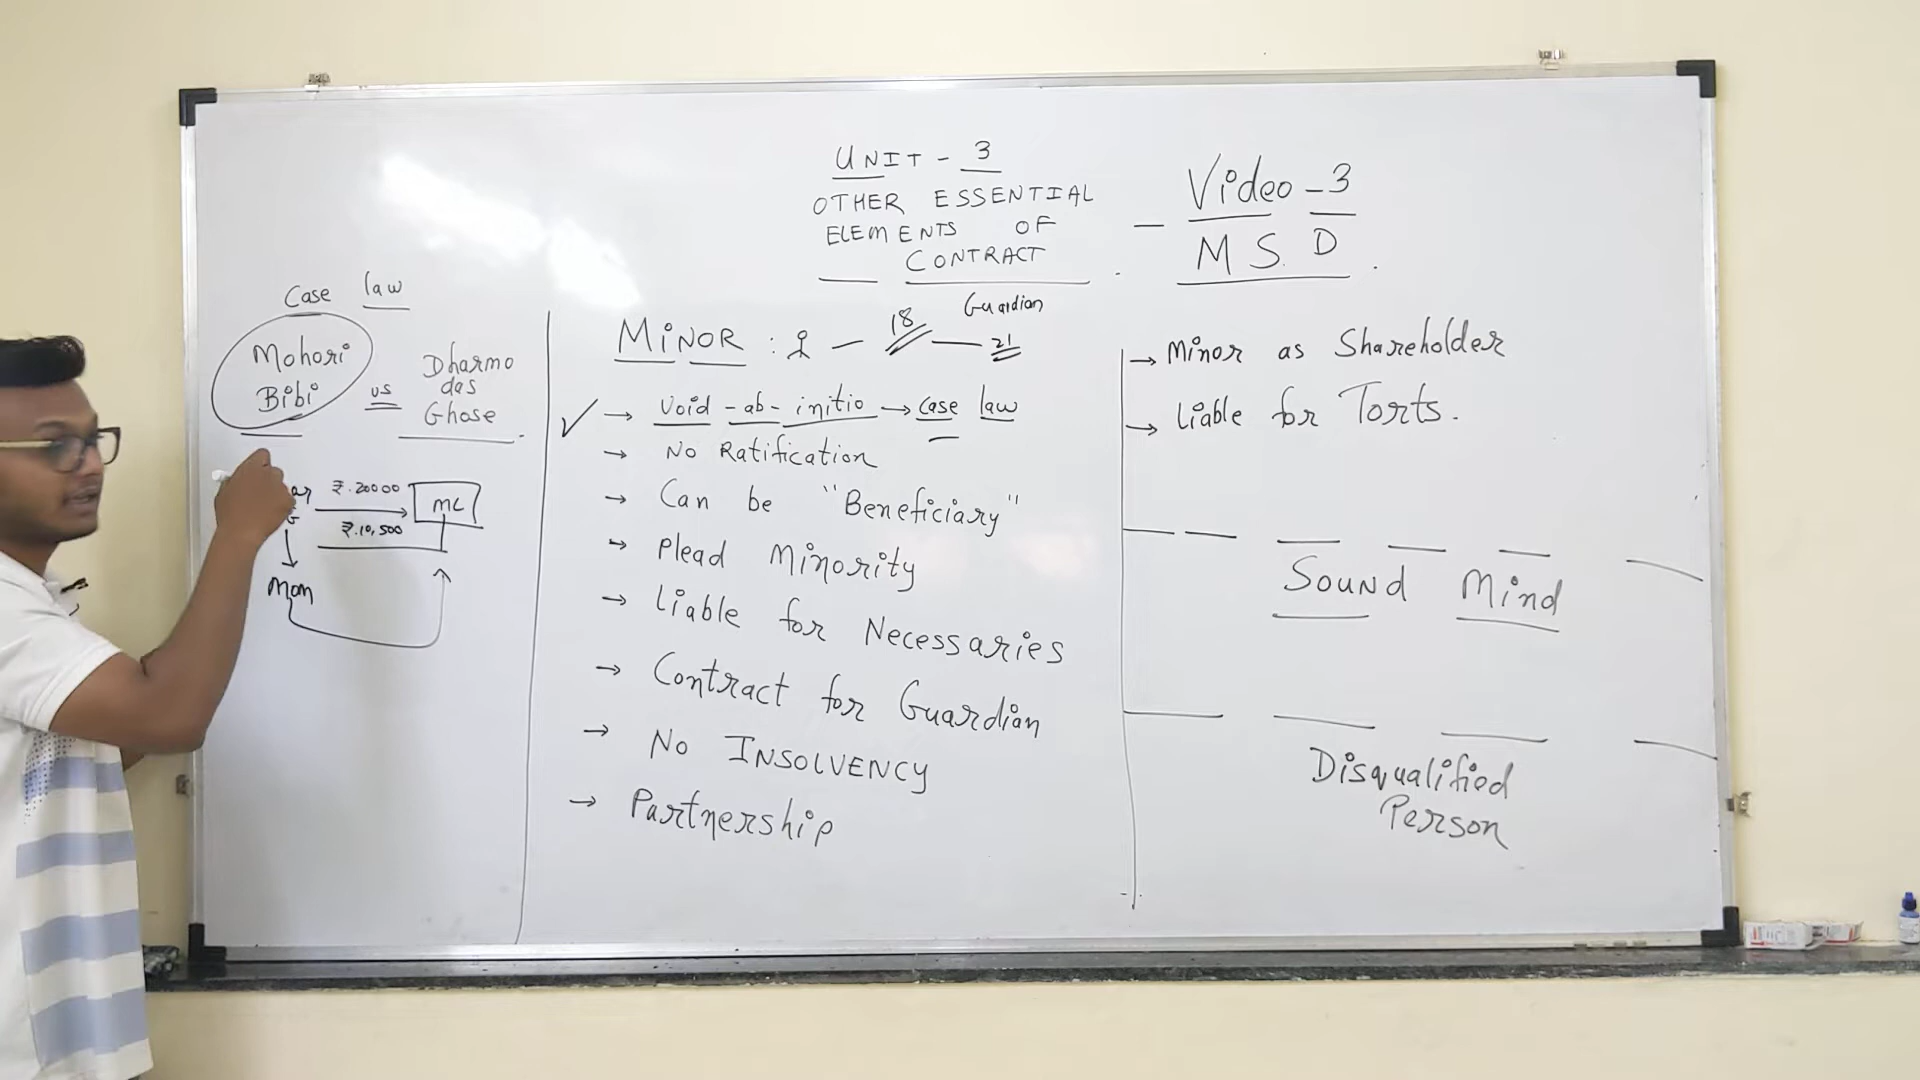 UNIT - 3
OTHER ESSENTIAL
ELEMENTS OF
CONTRACT
- Video - 3
M S. D.
Case law
Mohori
Bibi
vs
Dharmo
das
Ghose
₹.20000
₹.10,500
mL
Mom
MINOR : - 18 - 21
Guardian
✓ → Void - ab - initio → case law
→ No Ratification
→ Can be "Beneficiary"
→ Plead Minority
→ Liable for Necessaries
→ Contract for Guardian
→ No INSOLVENCY
→ Partnership
→ Minor as Shareholder
→ Liable for Torts.
Sound Mind
Disqualified
Person